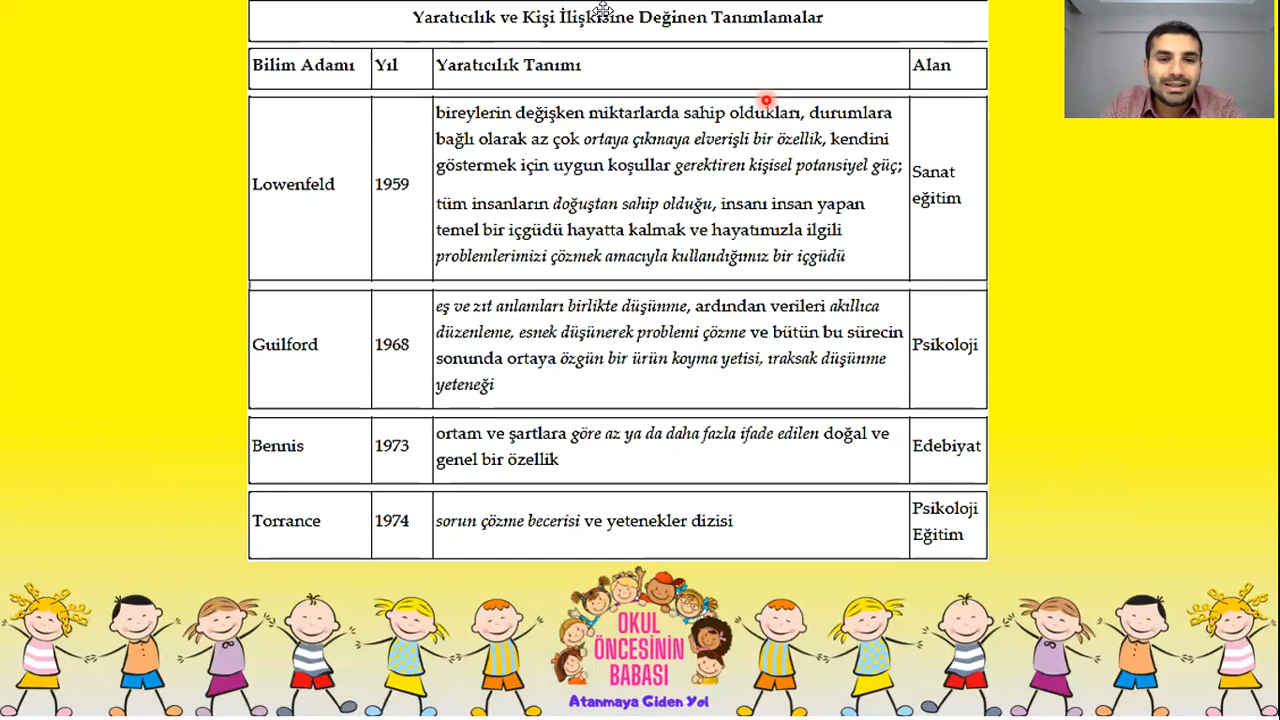 Yaratıcılık ve Kişi İlişkisine Değinen Tanımlamalar
Bilim Adamı Yıl Yaratıcılık Tanımı Alan
Lowenfeld 1959
bireylerin değişken miktarlarda sahip oldukları, durumlara
bağlı olarak az çok ortaya çıkmaya elverişli bir özellik, kendini
göstermek için uygun koşullar gerektiren kişisel potansiyel güç;
tüm insanların doğuştan sahip olduğu, insanı insan yapan
temel bir içgüdü hayatta kalmak ve hayatımızla ilgili
problemlerimizi çözmek amacıyla kullandığımız bir içgüdü
Sanat
eğitim
Guilford 1968
eş ve zıt anlamları birlikte düşünme, ardından verileri akıllıca
düzenleme, esnek düşünerek problemi çözme ve bütün bu sürecin
sonunda ortaya özgün bir ürün koyma yetisi, ıraksak düşünme
yeteneği
Psikoloji
Bennis 1973
ortam ve şartlara göre az ya da daha fazla ifade edilen doğal ve
genel bir özellik
Edebiyat
Torrance 1974
sorun çözme becerisi ve yetenekler dizisi
Psikoloji
Eğitim
OKUL
ÖNCESİNİN
BABASI
Atanmaya Giden Yol